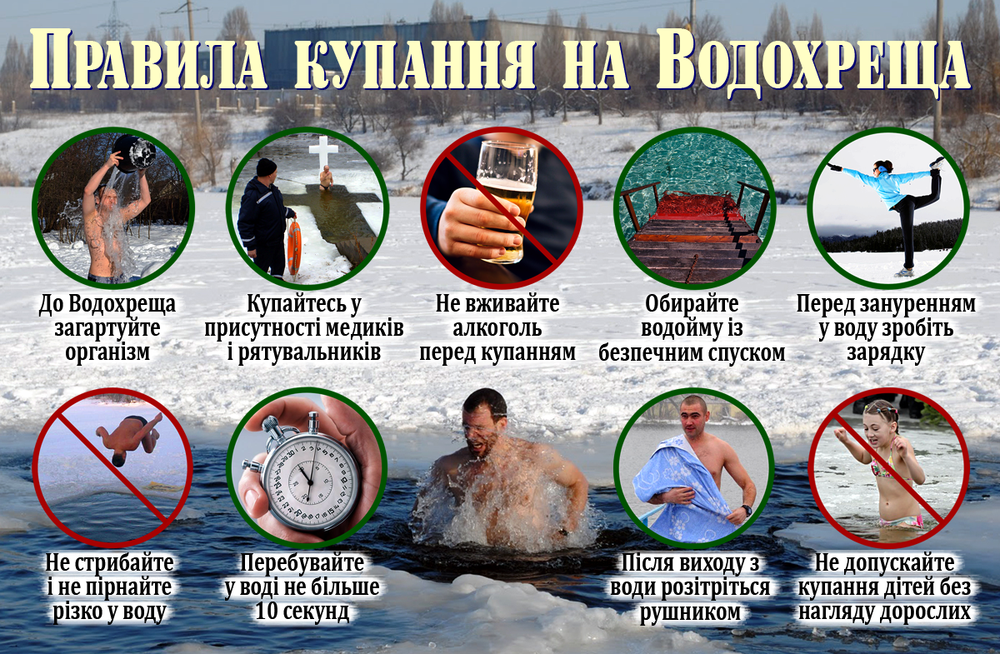 Правила купання на Водохреща
До Водохреща
загартуйте
організм
Купайтесь у
присутності медиків
і рятувальників
Не вживайте
алкоголь
перед купанням
Обирайте
водойму із
безпечним спуском
Перед зануренням
у воду зробіть
зарядку
Не стрибайте
і не пірнайте
різко у воду
Перебувайте
у воді не більше
10 секунд
Після виходу з
води розітріться
рушником
Не допускайте
купання дітей без
нагляду дорослих